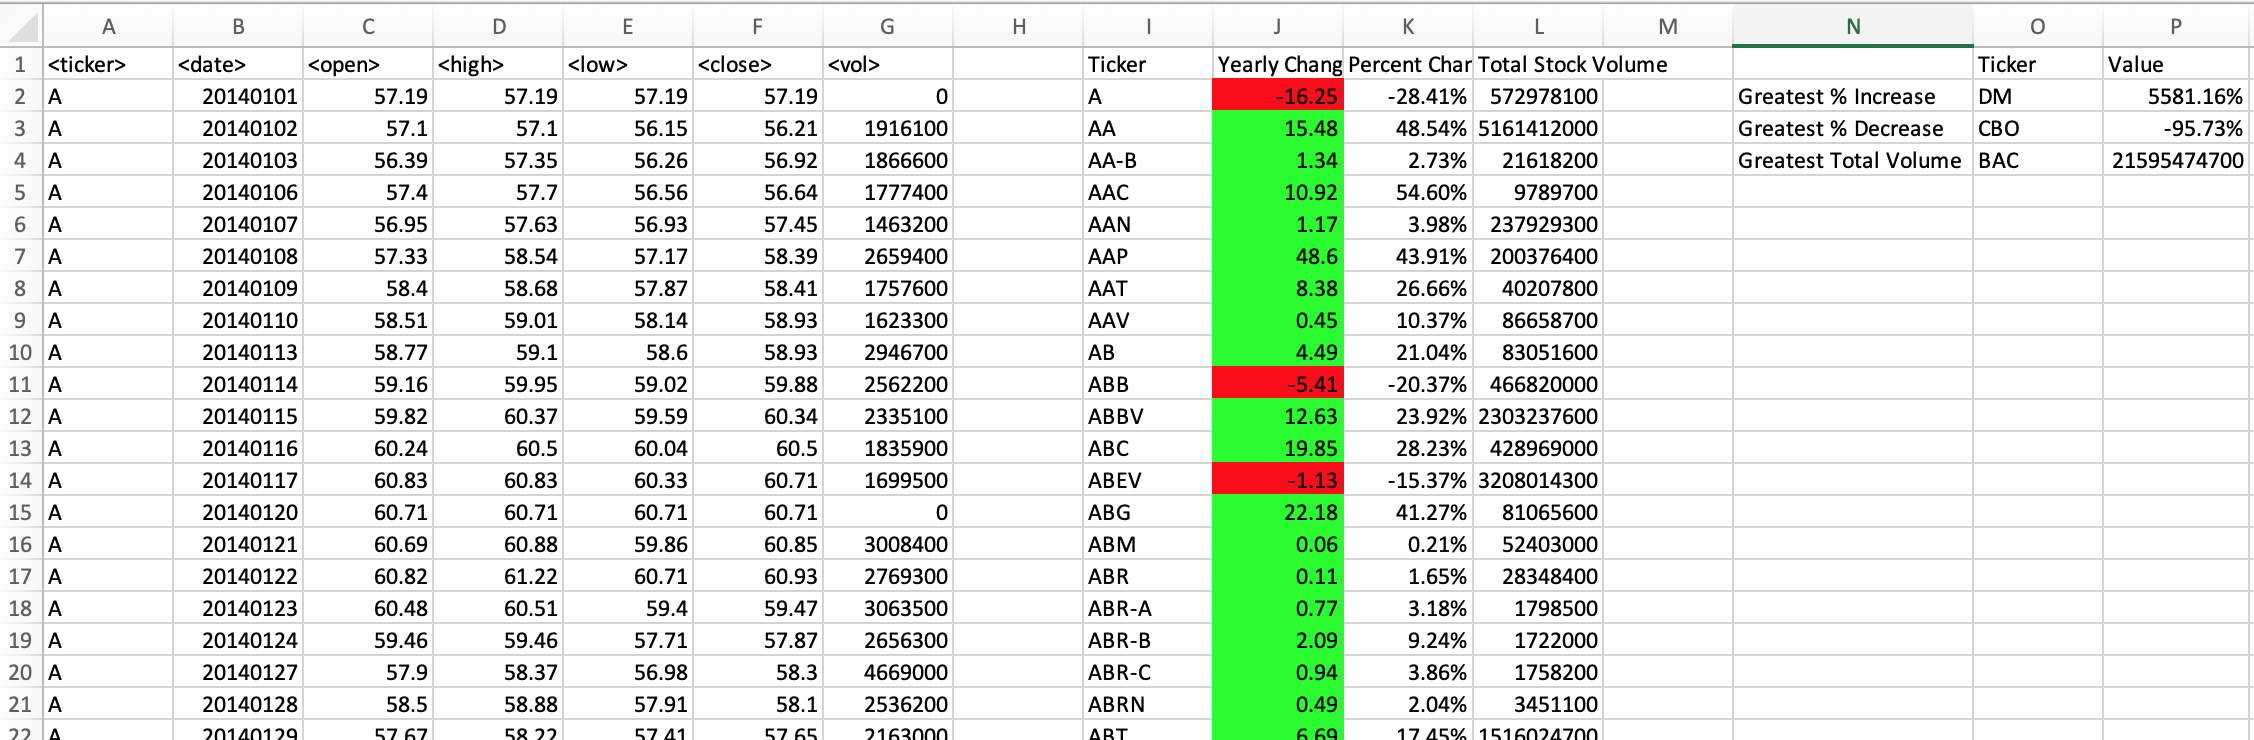 A B C D E F G H I J K L M N O P
1 <ticker> <date> <open> <high> <low> <close> <vol> Ticker Yearly Chang Percent Char Total Stock Volume Ticker Value
2 A 20140101 57.19 57.19 57.19 57.19 0 A -16.25 -28.41% 572978100 Greatest % Increase DM 5581.16%
3 A 20140102 57.1 57.1 56.15 56.21 1916100 AA 15.48 48.54% 5161412000 Greatest % Decrease CBO -95.73%
4 A 20140103 56.39 57.35 56.26 56.92 1866600 AA-B 1.34 2.73% 21618200 Greatest Total Volume BAC 21595474700
5 A 20140106 57.4 57.7 56.56 56.64 1777400 AAC 10.92 54.60% 9789700
6 A 20140107 56.95 57.63 56.93 57.45 1463200 AAN 1.17 3.98% 237929300
7 A 20140108 57.33 58.54 57.17 58.39 2659400 AAP 48.6 43.91% 200376400
8 A 20140109 58.4 58.68 57.87 58.41 1757600 AAT 8.38 26.66% 40207800
9 A 20140110 58.51 59.01 58.14 58.93 1623300 AAV 0.45 10.37% 86658700
10 A 20140113 58.77 59.1 58.6 58.93 2946700 AB 4.49 21.04% 83051600
11 A 20140114 59.16 59.95 59.02 59.88 2562200 ABB -5.41 -20.37% 466820000
12 A 20140115 59.82 60.37 59.59 60.34 2335100 ABBV 12.63 23.92% 2303237600
13 A 20140116 60.24 60.5 60.04 60.5 1835900 ABC 19.85 28.23% 428969000
14 A 20140117 60.83 60.83 60.33 60.71 1699500 ABEV -1.13 -15.37% 3208014300
15 A 20140120 60.71 60.71 60.71 60.71 0 ABG 22.18 41.27% 81065600
16 A 20140121 60.69 60.88 59.86 60.85 3008400 ABM 0.06 0.21% 52403000
17 A 20140122 60.82 61.22 60.71 60.93 2769300 ABR 0.11 1.65% 28348400
18 A 20140123 60.48 60.51 59.4 59.47 3063500 ABR-A 0.77 3.18% 1798500
19 A 20140124 59.46 59.46 57.71 57.87 2656300 ABR-B 2.09 9.24% 1722000
20 A 20140127 57.9 58.37 56.98 58.3 4669000 ABR-C 0.94 3.86% 1758200
21 A 20140128 58.5 58.88 57.91 58.1 2536200 ABRN 0.49 2.04% 3451100
22 A 20140129 57.67 58.22 57.41 57.65 2163000 ABT 6.69 17.45% 1516024700